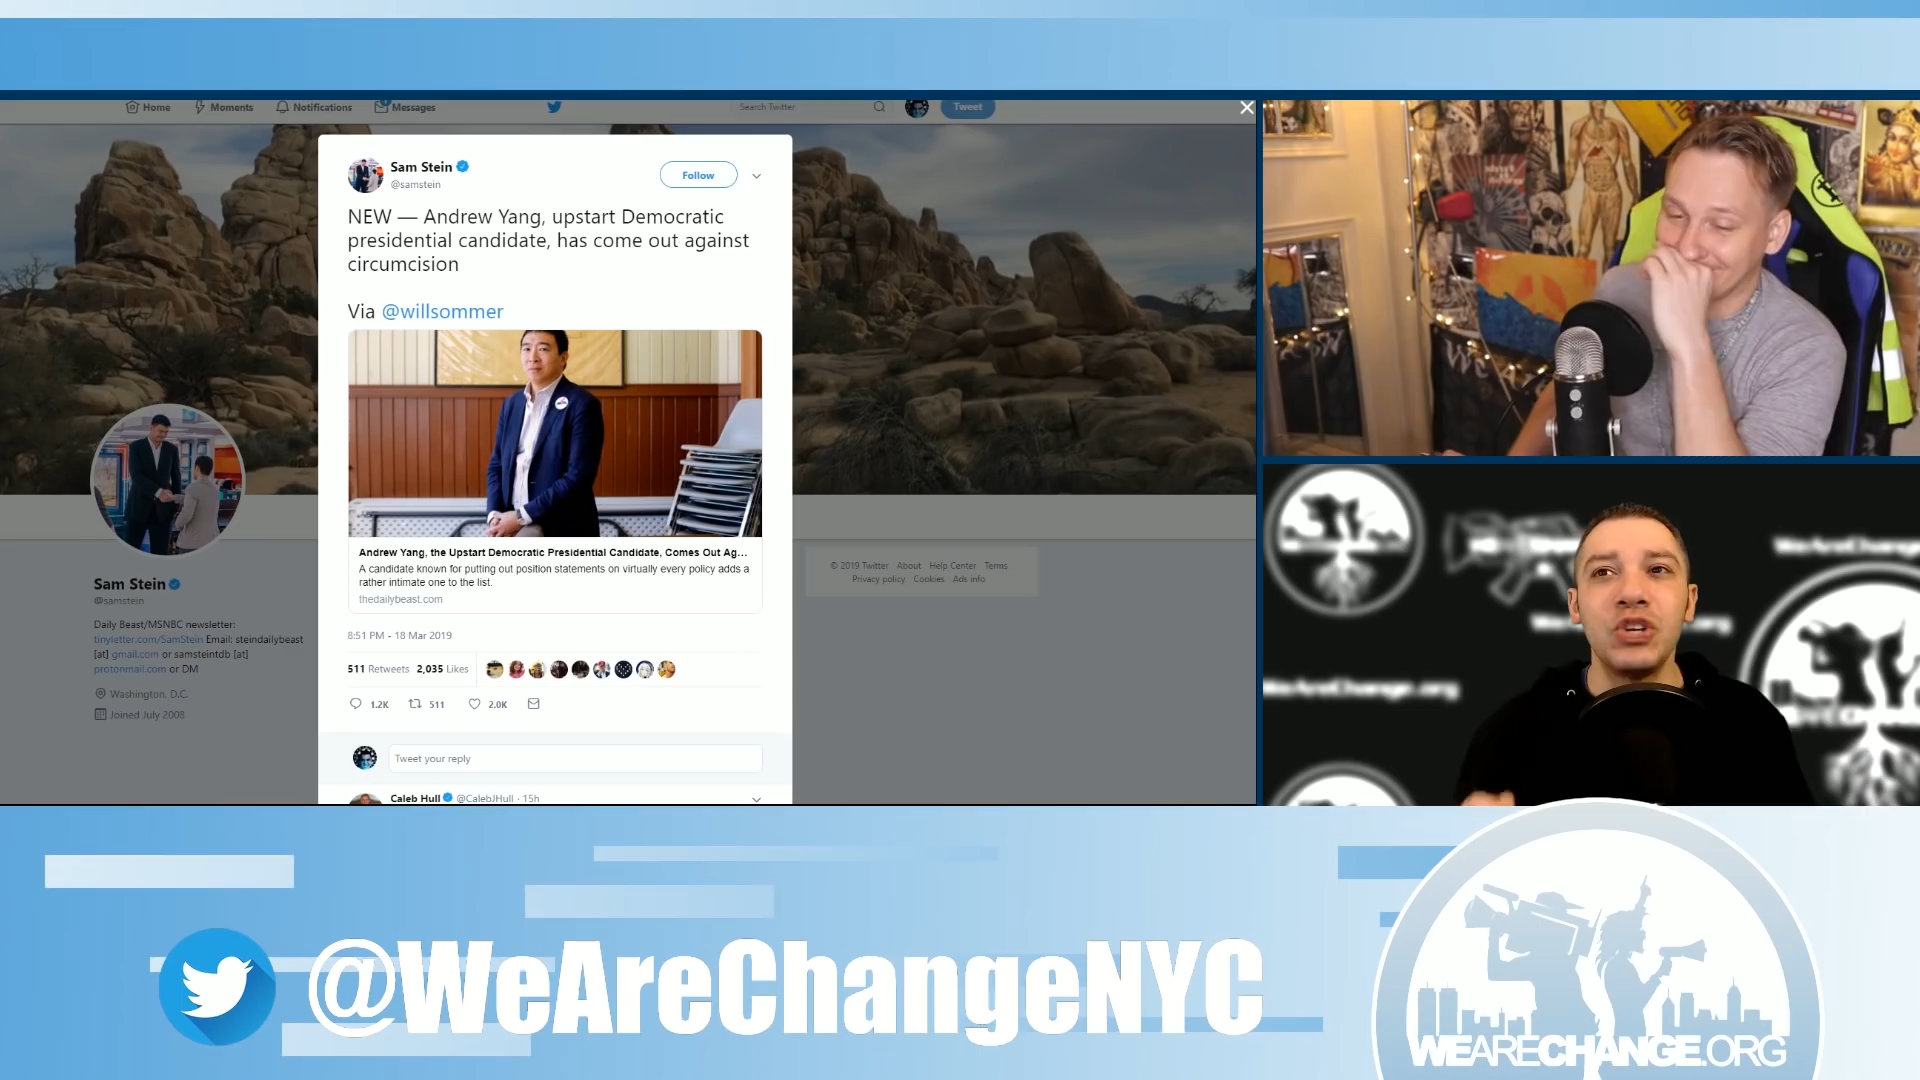 Home
Moments
Notifications
Messages
Search Twitter
Tweet
Sam Stein
@samstein
Follow
NEW — Andrew Yang, upstart Democratic
presidential candidate, has come out against
circumcision
Via @willsommer
Andrew Yang, the Upstart Democratic Presidential Candidate, Comes Out Ag...
A candidate known for putting out position statements on virtually every policy adds a
rather intimate one to the list.
thedailybeast.com
8:51 PM - 18 Mar 2019
511 Retweets 2,035 Likes
1.2K
511
2.0K
Tweet your reply
Caleb Hull @CalebJHull · 15h
Sam Stein
@samstein
Daily Beast/MSNBC newsletter:
tinyletter.com/SamStein Email: steindailybeast
[at] gmail.com or samsteintdb [at]
protonmail.com or DM
Washington, D.C.
Joined July 2008
© 2019 Twitter About Help Center Terms
Privacy policy Cookies Ads info
WeAreChange.org
@WeAreChangeNYC
WEARECHANGE.ORG